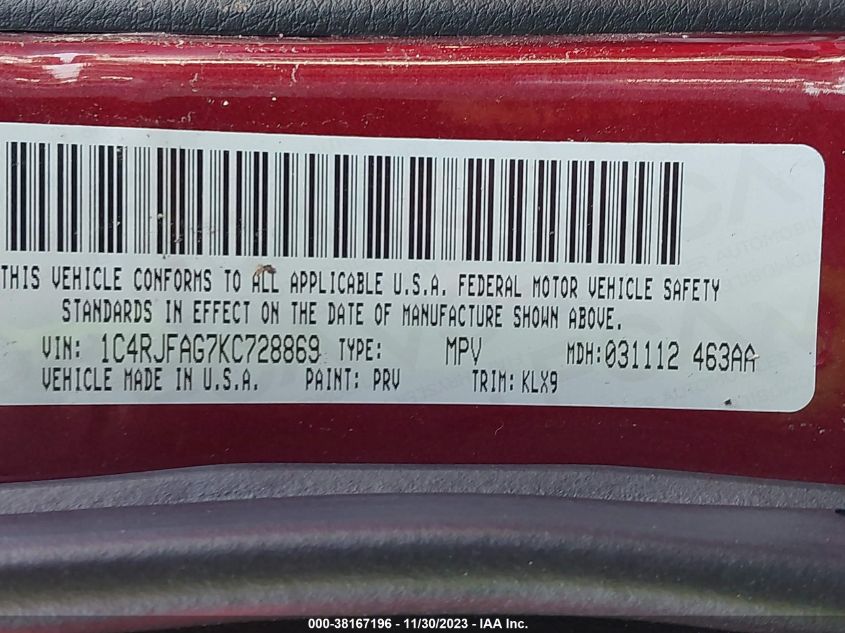 THIS VEHICLE CONFORMS TO ALL APPLICABLE U.S.A. FEDERAL MOTOR VEHICLE SAFETY
STANDARDS IN EFFECT ON THE DATE OF MANUFACTURE SHOWN ABOVE.
VIN: 1C4RJFAG7KC728869 TYPE: MPV MDH:031112 463AA
VEHICLE MADE IN U.S.A. PAINT: PRV TRIM: KLX9
000-38167196 - 11/30/2023 - IAA Inc.